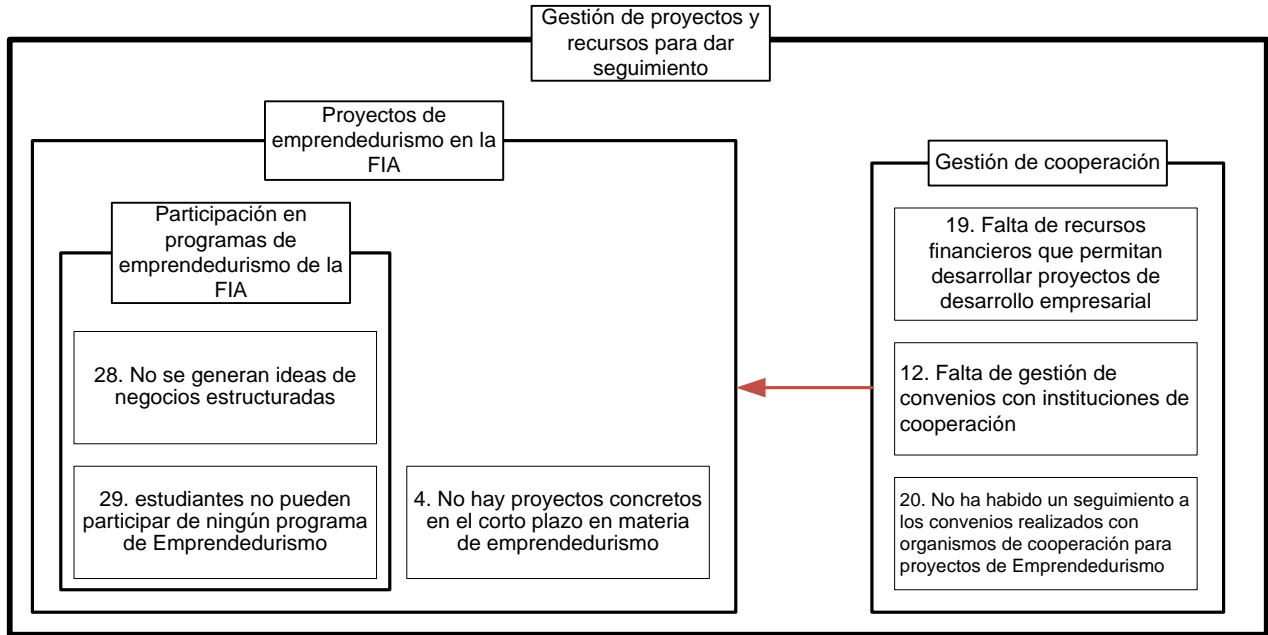 Gestión de proyectos y
recursos para dar
seguimiento
Proyectos de
emprendedurismo en la
FIA
Participación en
programas de
emprendedurismo de la
FIA
28. No se generan ideas de
negocios estructuradas
29. estudiantes no pueden
participar de ningún programa
de Emprendedurismo
4. No hay proyectos concretos
en el corto plazo en materia
de emprendedurismo
Gestión de cooperación
19. Falta de recursos
financieros que permitan
desarrollar proyectos de
desarrollo empresarial
12. Falta de gestión de
convenios con instituciones de
cooperación
20. No ha habido un seguimiento a
los convenios realizados con
organismos de cooperación para
proyectos de Emprendedurismo